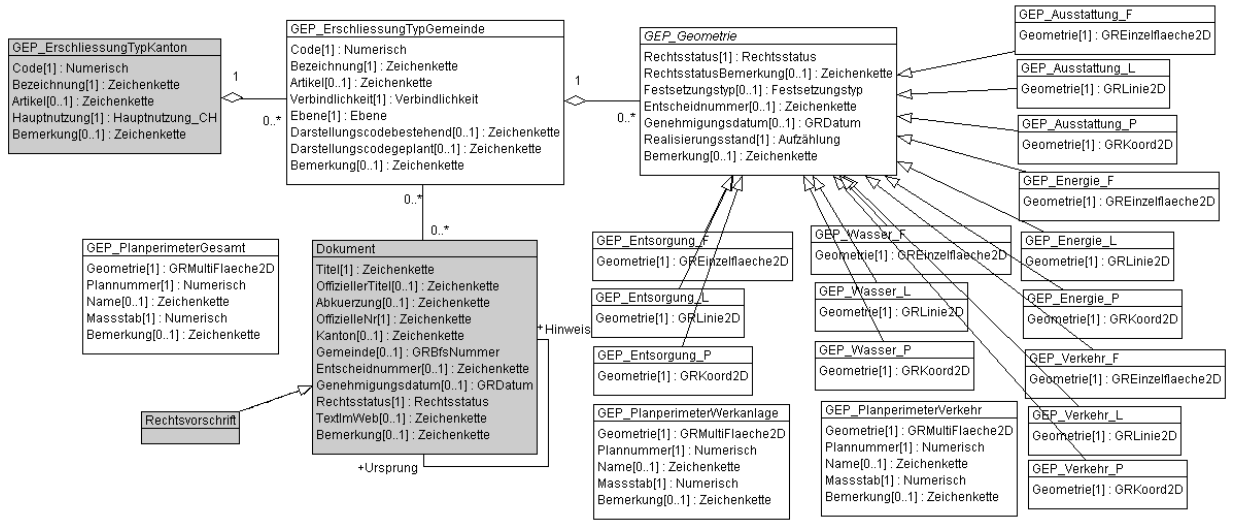 GEP_ErschliessungTypKanton
Code[1] : Numerisch
Bezeichnung[1] : Zeichenkette
Artikel[0..1] : Zeichenkette
Hauptnutzung[1] : Hauptnutzung_CH
Bemerkung[0..1] : Zeichenkette
1
0..*
GEP_ErschliessungTypGemeinde
Code[1] : Numerisch
Bezeichnung[1] : Zeichenkette
Artikel[0..1] : Zeichenkette
Verbindlichkeit[1] : Verbindlichkeit
Ebene[1] : Ebene
Darstellungscodebestehend[0..1] : Zeichenkette
Darstellungscodegeplant[0..1] : Zeichenkette
Bemerkung[0..1] : Zeichenkette
1
0..*
GEP_Geometrie
Rechtsstatus[1] : Rechtsstatus
RechtsstatusBemerkung[0..1] : Zeichenkette
Festsetzungstyp[0..1] : Festsetzungstyp
Entscheidnummer[0..1] : Zeichenkette
Genehmigungsdatum[0..1] : GRDatum
Realisierungsstand[1] : Aufzählung
Bemerkung[0..1] : Zeichenkette
GEP_Ausstattung_F
Geometrie[1] : GREinzelflaeche2D
GEP_Ausstattung_L
Geometrie[1] : GRLinie2D
GEP_Ausstattung_P
Geometrie[1] : GRKoord2D
GEP_Energie_F
Geometrie[1] : GREinzelflaeche2D
GEP_Energie_L
Geometrie[1] : GRLinie2D
GEP_Energie_P
Geometrie[1] : GRKoord2D
GEP_Verkehr_F
Geometrie[1] : GREinzelflaeche2D
GEP_Verkehr_L
Geometrie[1] : GRLinie2D
GEP_Verkehr_P
Geometrie[1] : GRKoord2D
0..*
0..*
GEP_PlanperimeterGesamt
Geometrie[1] : GRMultiFlaeche2D
Plannummer[1] : Numerisch
Name[0..1] : Zeichenkette
Massstab[1] : Numerisch
Bemerkung[0..1] : Zeichenkette
Rechtsvorschrift
Dokument
Titel[1] : Zeichenkette
OffiziellerTitel[0..1] : Zeichenkette
Abkuerzung[0..1] : Zeichenkette
OffizielleNr[1] : Zeichenkette
Kanton[0..1] : Zeichenkette
Gemeinde[0..1] : GRBfsNummer
Entscheidnummer[0..1] : Zeichenkette
Genehmigungsdatum[0..1] : GRDatum
Rechtsstatus[1] : Rechtsstatus
TextImWeb[0..1] : Zeichenkette
Bemerkung[0..1] : Zeichenkette
+Hinweis
+Ursprung
GEP_Entsorgung_F
Geometrie[1] : GREinzelflaeche2D
GEP_Entsorgung_L
Geometrie[1] : GRLinie2D
GEP_Entsorgung_P
Geometrie[1] : GRKoord2D
GEP_PlanperimeterWerkanlage
Geometrie[1] : GRMultiFlaeche2D
Plannummer[1] : Numerisch
Name[0..1] : Zeichenkette
Massstab[1] : Numerisch
Bemerkung[0..1] : Zeichenkette
GEP_Wasser_F
Geometrie[1] : GREinzelflaeche2D
GEP_Wasser_L
Geometrie[1] : GRLinie2D
GEP_Wasser_P
Geometrie[1] : GRKoord2D
GEP_PlanperimeterVerkehr
Geometrie[1] : GRMultiFlaeche2D
Plannummer[1] : Numerisch
Name[0..1] : Zeichenkette
Massstab[1] : Numerisch
Bemerkung[0..1] : Zeichenkette